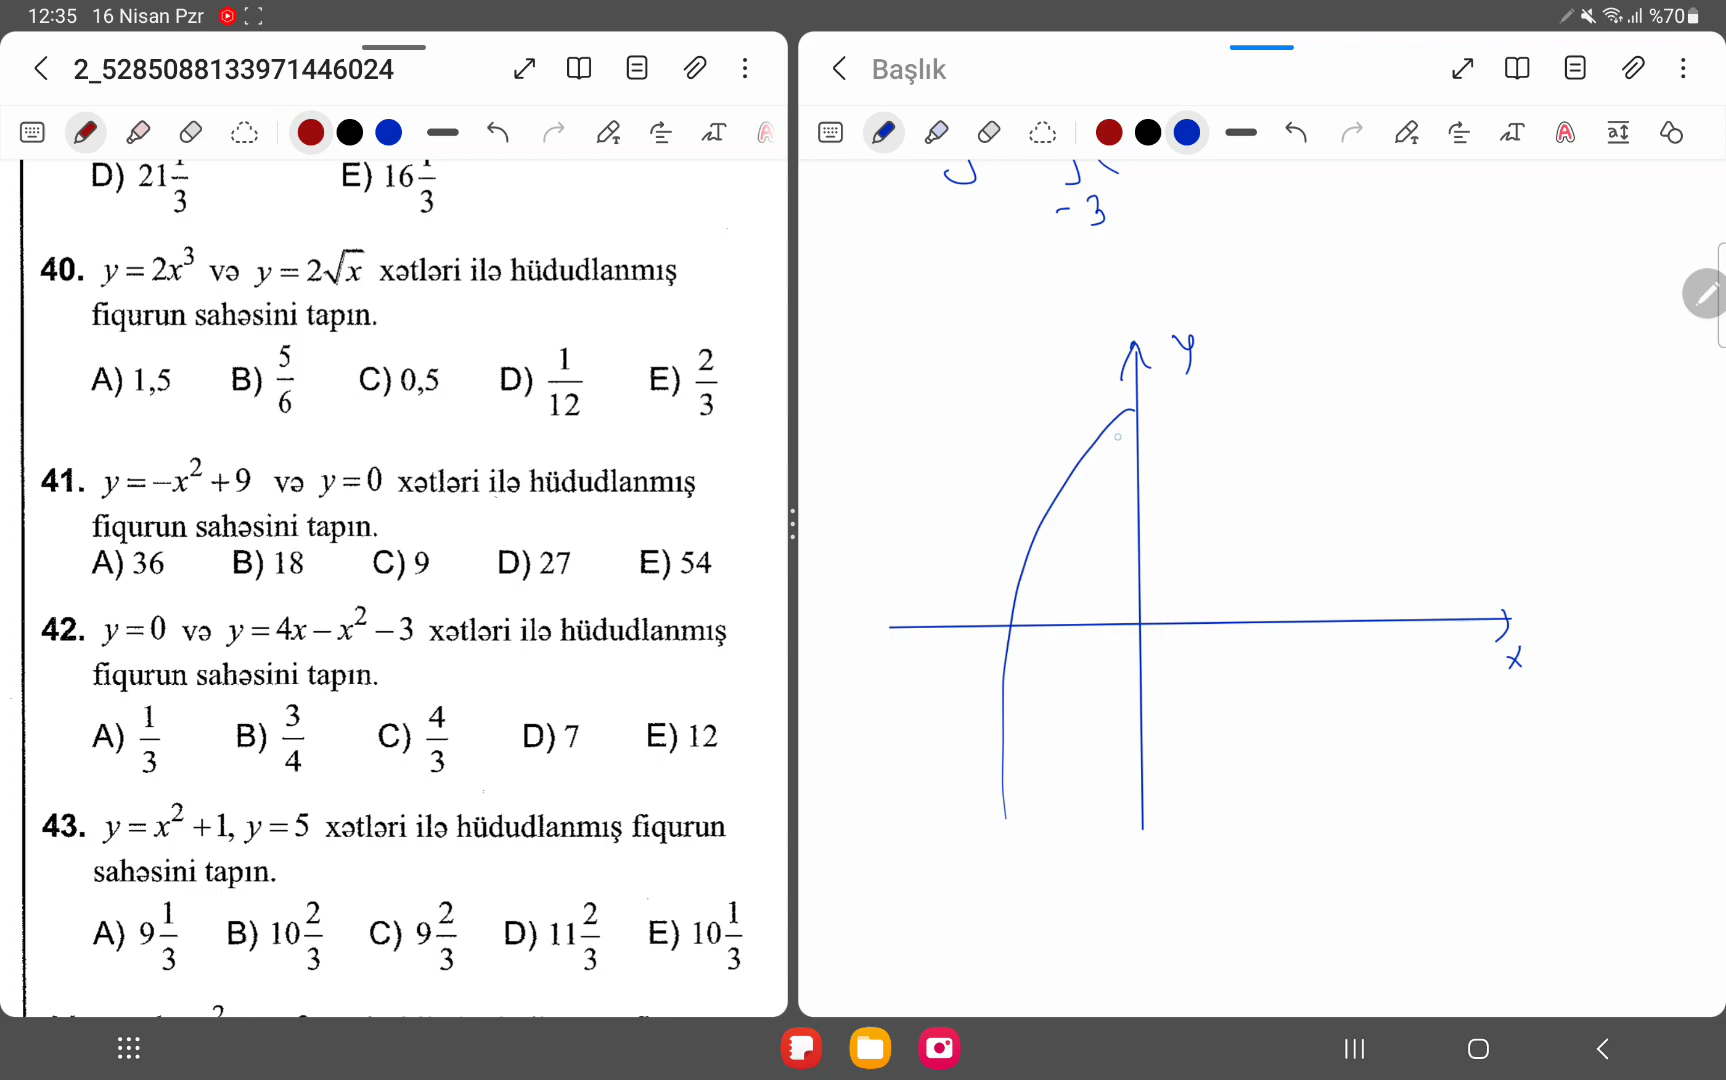 12:35 16 Nisan Pzr %70
2_5285088133971446024
Başlık
D) 21 1/3 E) 16 1/3
40. y = 2x³ və y = 2√x xətləri ilə hüdudlanmış
fiqurun sahəsini tapın.
A) 1,5 B) 5/6 C) 0,5 D) 1/12 E) 2/3
41. y = −x² + 9 və y = 0 xətləri ilə hüdudlanmış
fiqurun sahəsini tapın.
A) 36 B) 18 C) 9 D) 27 E) 54
42. y = 0 və y = 4x − x² − 3 xətləri ilə hüdudlanmış
fiqurun sahəsini tapın.
A) 1/3 B) 3/4 C) 4/3 D) 7 E) 12
43. y = x² + 1, y = 5 xətləri ilə hüdudlanmış fiqurun
sahəsini tapın.
A) 9 1/3 B) 10 2/3 C) 9 2/3 D) 11 2/3 E) 10 1/3
-3
y
x